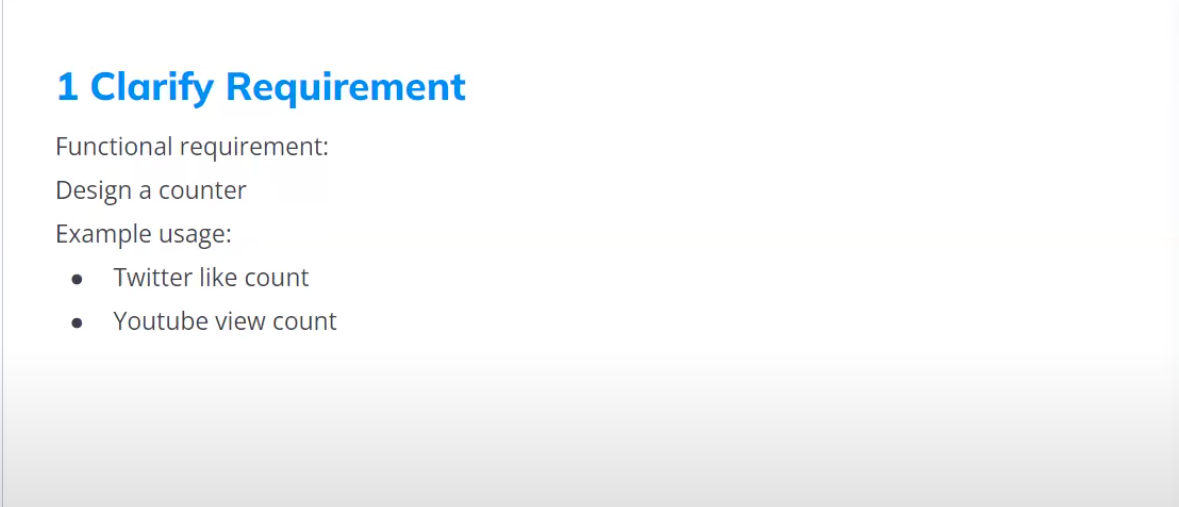 1 Clarify Requirement
Functional requirement:
Design a counter
Example usage:
● Twitter like count
● Youtube view count